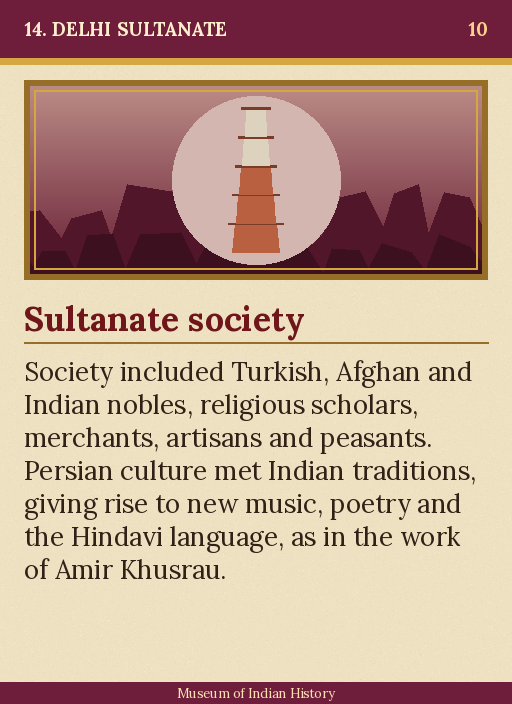 14. DELHI SULTANATE 10
Sultanate society
Society included Turkish, Afghan and
Indian nobles, religious scholars,
merchants, artisans and peasants.
Persian culture met Indian traditions,
giving rise to new music, poetry and
the Hindavi language, as in the work
of Amir Khusrau.
Museum of Indian History